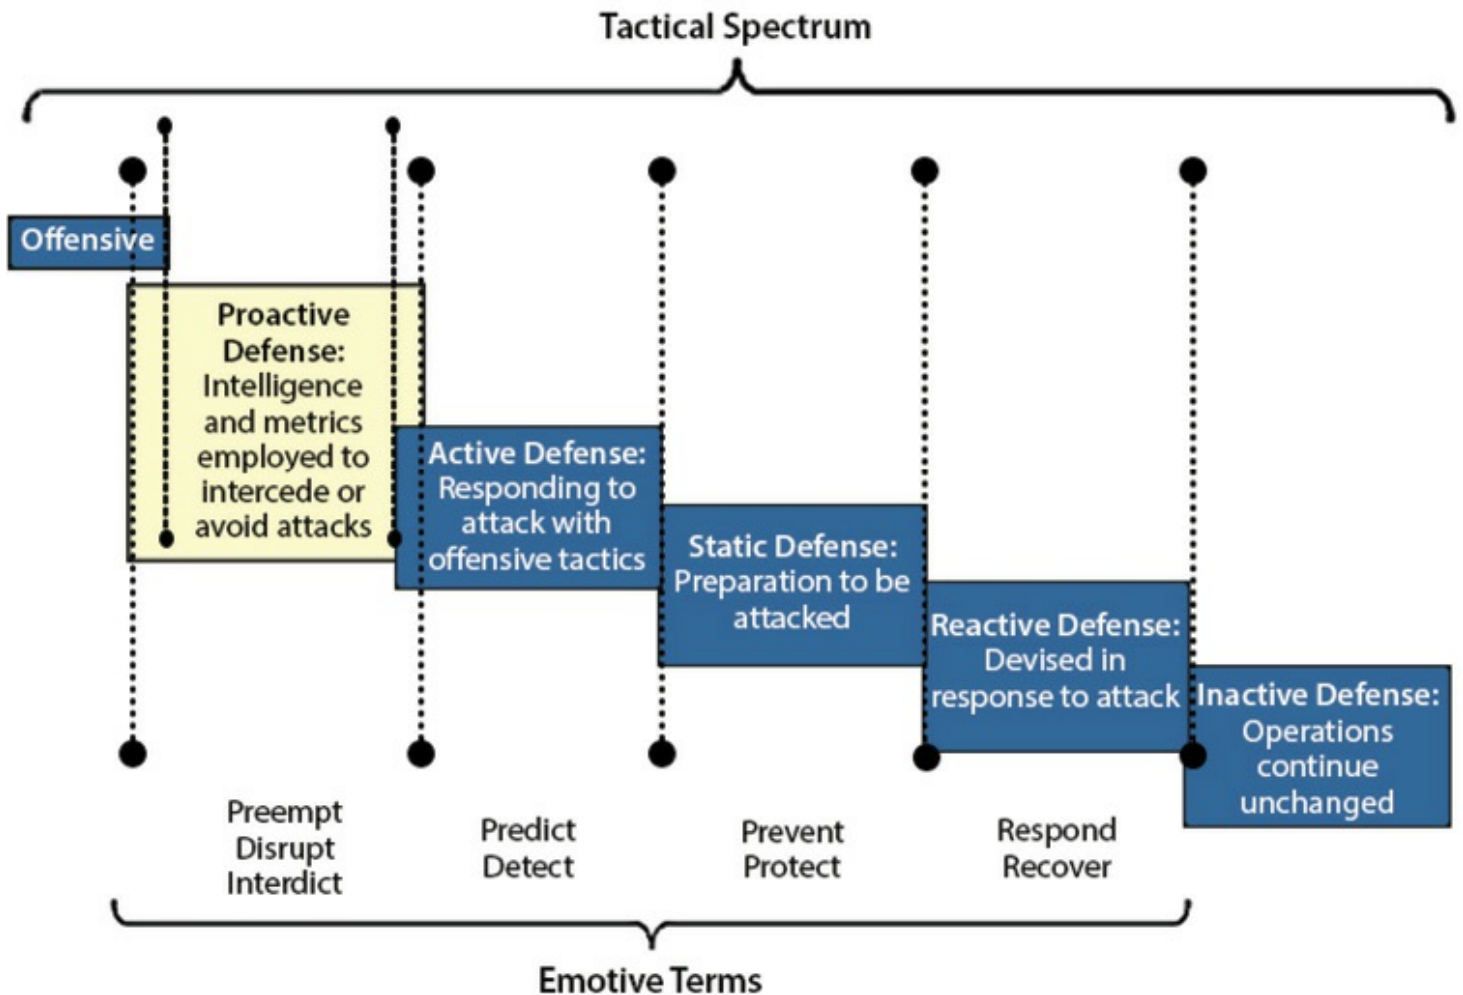 Tactical Spectrum
Offensive
Proactive
Defense:
Intelligence
and metrics
employed to
intercede or
avoid attacks
Active Defense:
Responding to
attack with
offensive tactics
Static Defense:
Preparation to be
attacked
Reactive Defense:
Devised in
response to attack
Inactive Defense:
Operations
continue
unchanged
Preempt
Disrupt
Interdict
Predict
Detect
Prevent
Protect
Respond
Recover
Emotive Terms